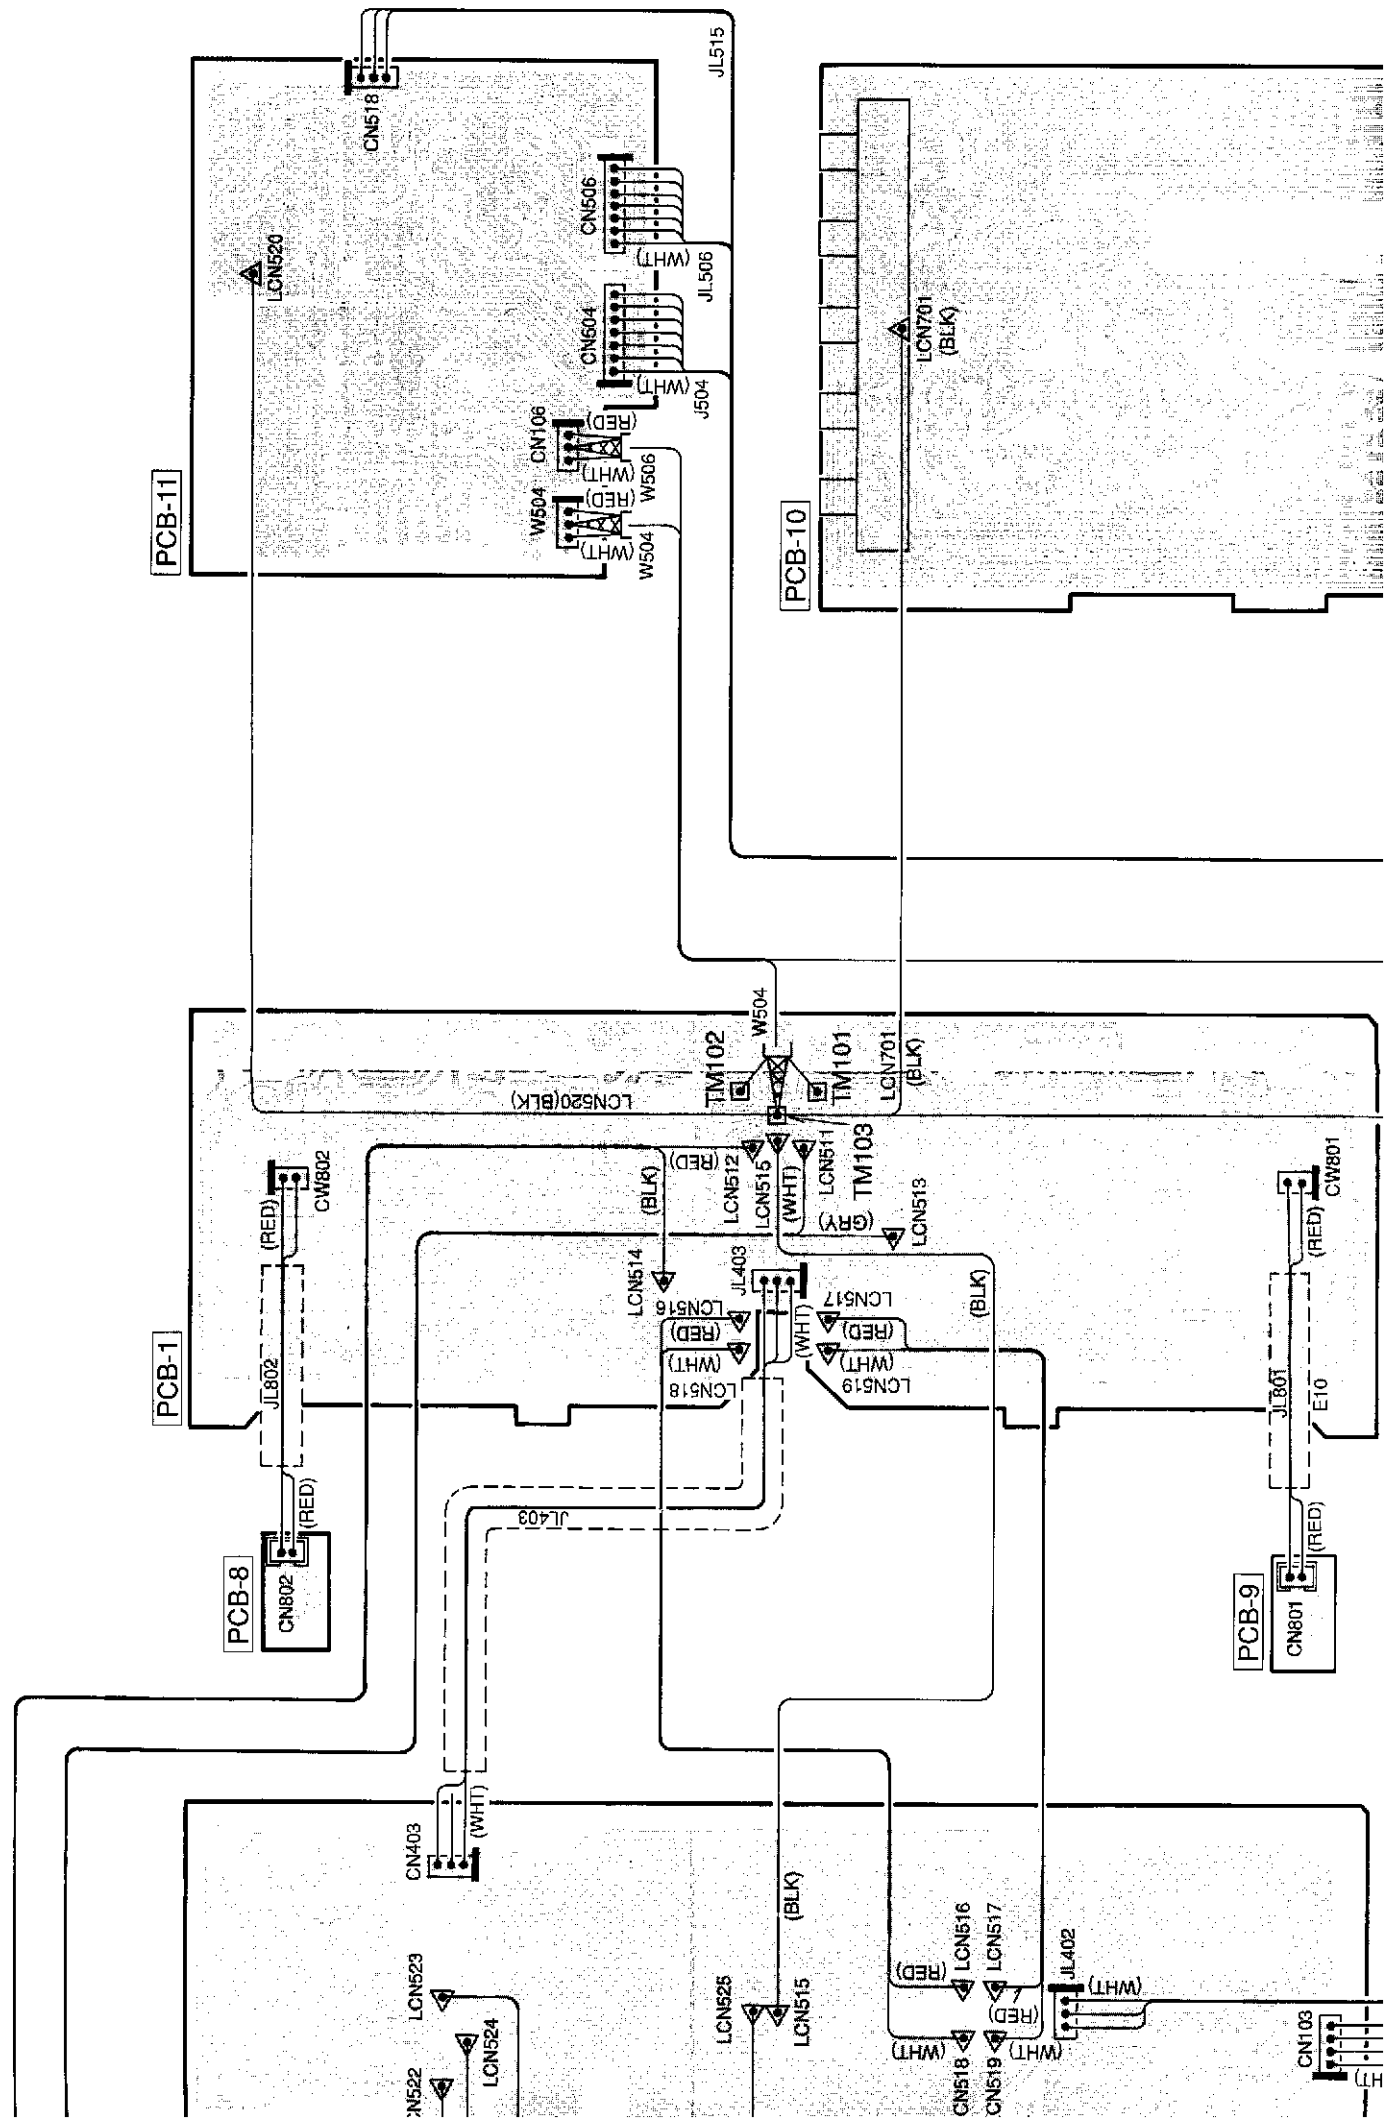 JL515
CN518
PCB-11
LCN520
CN506
(WHT)
JL506
CN504
(WHT)
J504
CN106
(RED)
(WHT)
W506
W504
(RED)
(WHT)
W504
PCB-10
LCN701
(BLK)
PCB-1
W504
TM102
TM101
LCN701
(BLK)
LCN520(BLK)
TM103
CW802
(RED)
JL802
(RED)
(BLK)
LCN512
LCN515
(WHT)
LCN511
(GRY)
LCN513
CW801
(RED)
LCN514
JL403
LCN516
(RED)
(WHT)
LCN518
(WHT)
LCN517
(RED)
(WHT)
LCN519
(BLK)
JL801
E10
(RED)
JL403
PCB-8
CN802
(RED)
PCB-9
CN801
(RED)
CN403
(WHT)
(BLK)
LCN523
LCN524
CN522
LCN525
LCN515
(RED)
LCN516
LCN517
(RED)
JL402
(WHT)
(WHT)
CN518
CN519
(WHT)
CN103
HT)